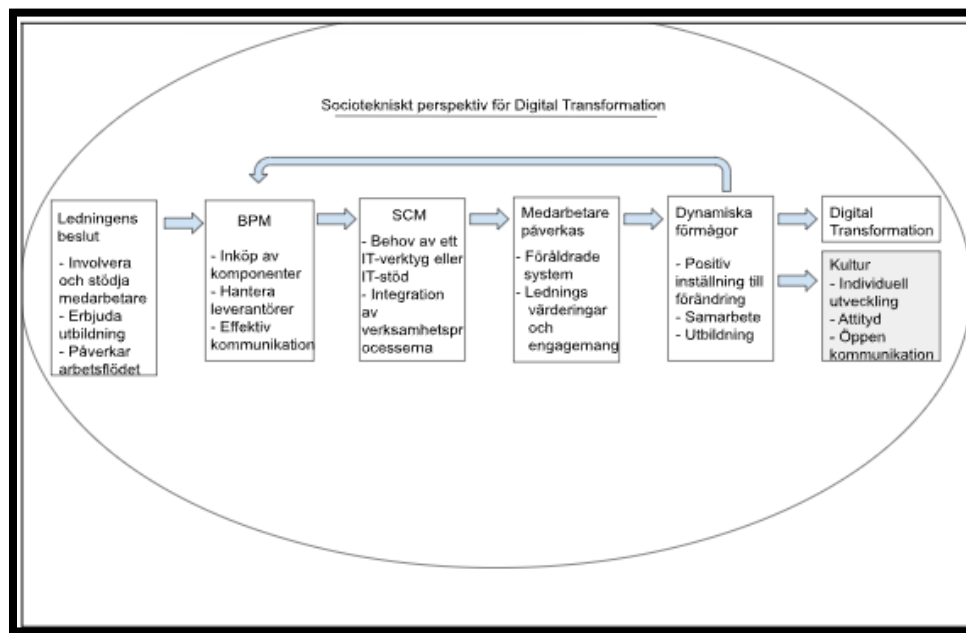 Sociotekniskt perspektiv för Digital Transformation
Ledningens
beslut
- Involvera
och stödja
medarbetare
- Erbjuda
utbildning
- Påverkar
arbetsflödet
BPM
- Inköp av
komponenter
- Hantera
leverantörer
- Effektiv
kommunikation
SCM
- Behov av ett
IT-verktyg eller
IT-stöd
- Integration
av
verksamhetspr
ocesserna
Medarbetare
påverkas
- Föråldrade
system
- Lednings
värderingar
och
engagemang
Dynamiska
förmågor
- Positiv
inställning till
förändring
- Samarbete
- Utbildning
Digital
Transformation
Kultur
- Individuell
utveckling
- Attityd
- Öppen
kommunikation